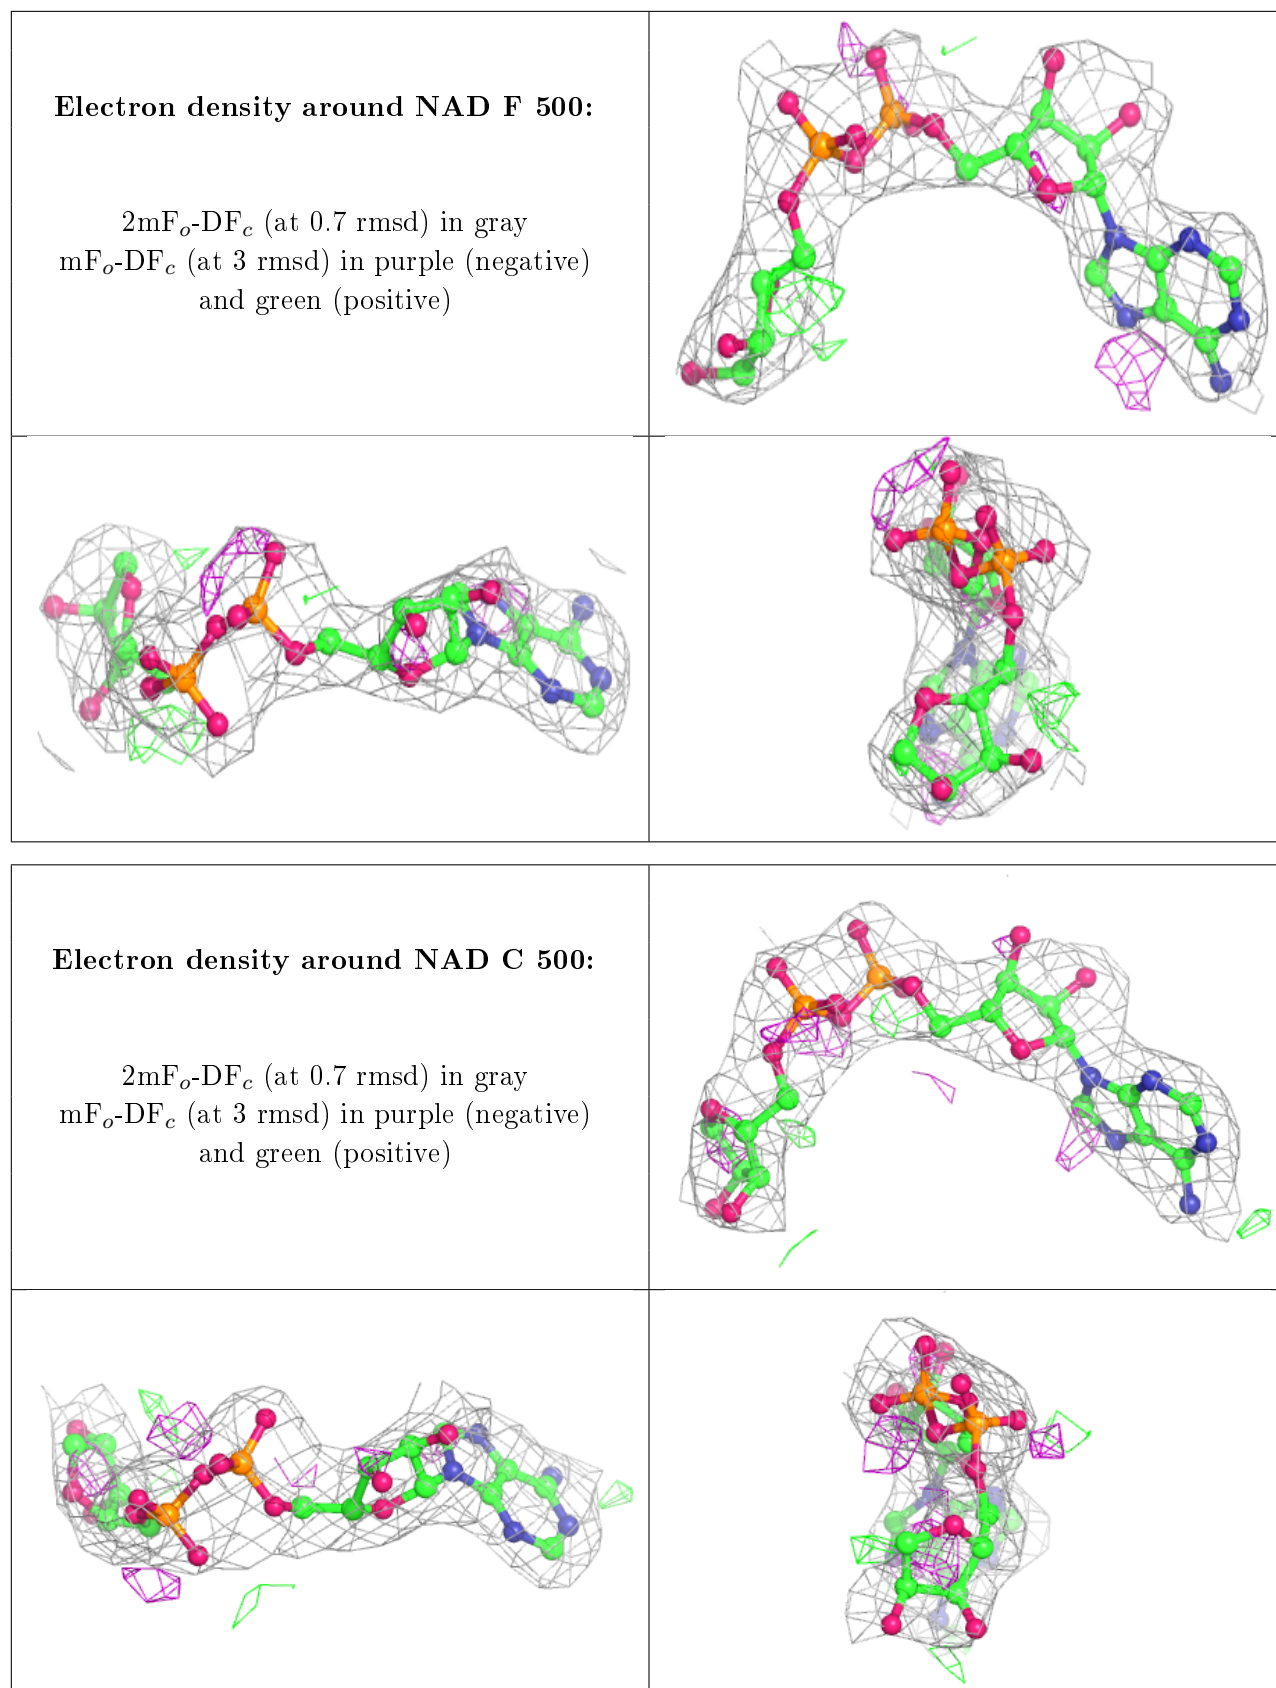 Electron density around NAD F 500:
2mFo-DFc (at 0.7 rmsd) in gray
mFo-DFc (at 3 rmsd) in purple (negative)
and green (positive)
Electron density around NAD C 500:
2mFo-DFc (at 0.7 rmsd) in gray
mFo-DFc (at 3 rmsd) in purple (negative)
and green (positive)